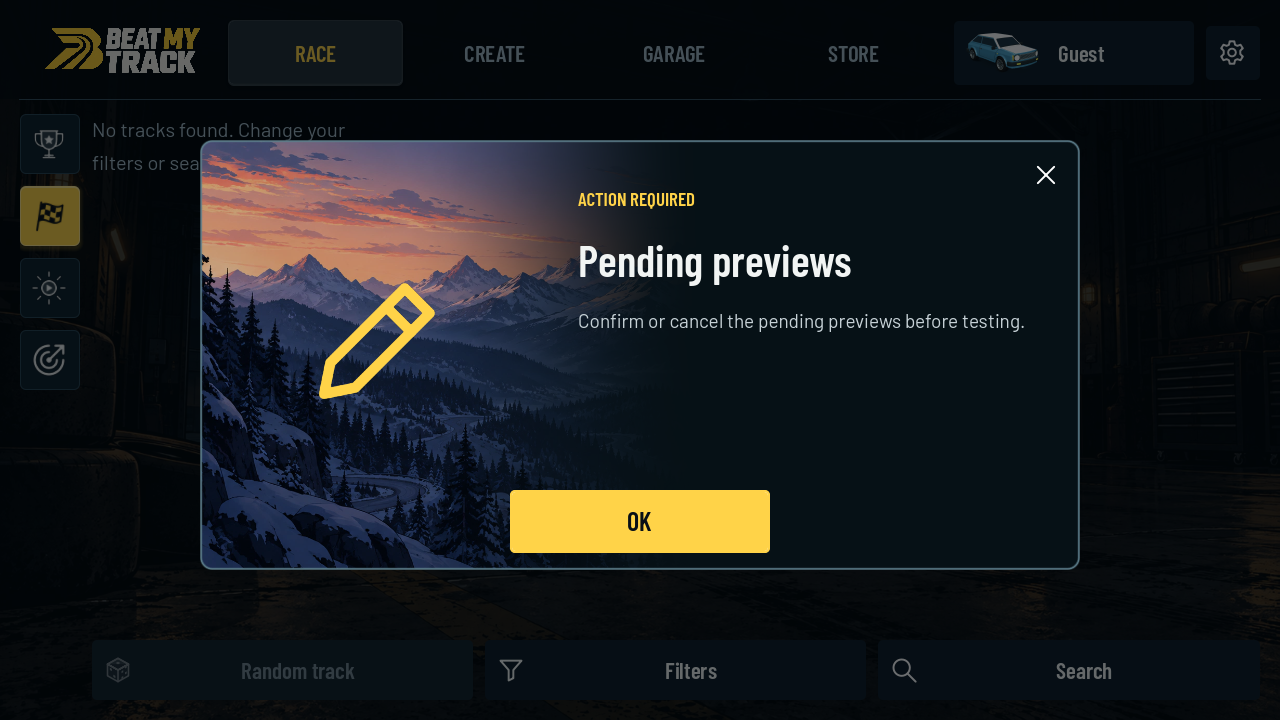 BEAT MY
TRACK
RACE
CREATE
GARAGE
STORE
Guest
No tracks found. Change your
filters or sea
ACTION REQUIRED
Pending previews
Confirm or cancel the pending previews before testing.
OK
Random track
Filters
Search